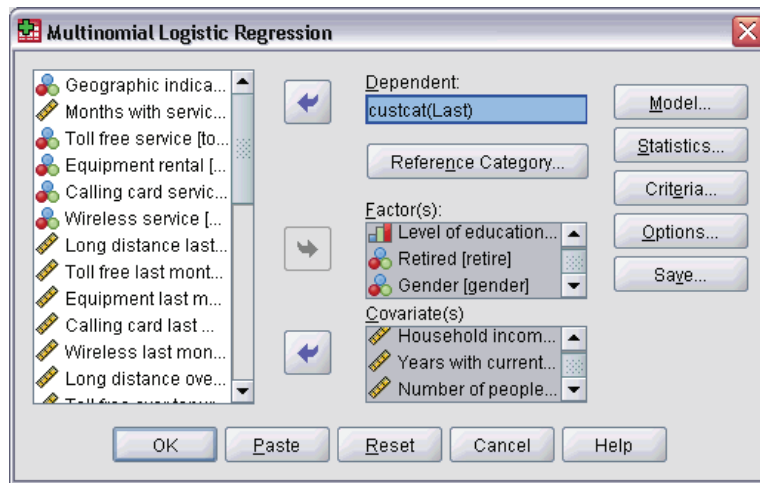 Multinomial Logistic Regression
Geographic indica...
Months with servic...
Toll free service [to...
Equipment rental [...
Calling card servic...
Wireless service [...
Long distance last...
Toll free last mont...
Equipment last m...
Calling card last ...
Wireless last mon...
Long distance ove...
Dependent:
custcat(Last)
Reference Category...
Factor(s):
Level of education...
Retired [retire]
Gender [gender]
Covariate(s)
Household incom...
Years with current...
Number of people...
Model...
Statistics...
Criteria...
Options...
Save...
OK
Paste
Reset
Cancel
Help